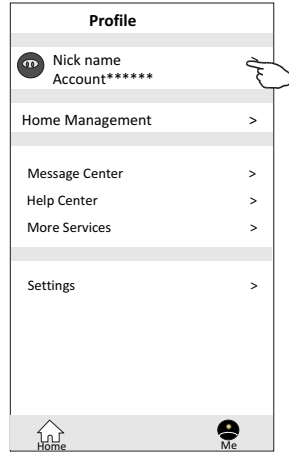 Profile
Nick name
Account******
Home Management >
Message Center >
Help Center >
More Services >
Settings >
Home Me